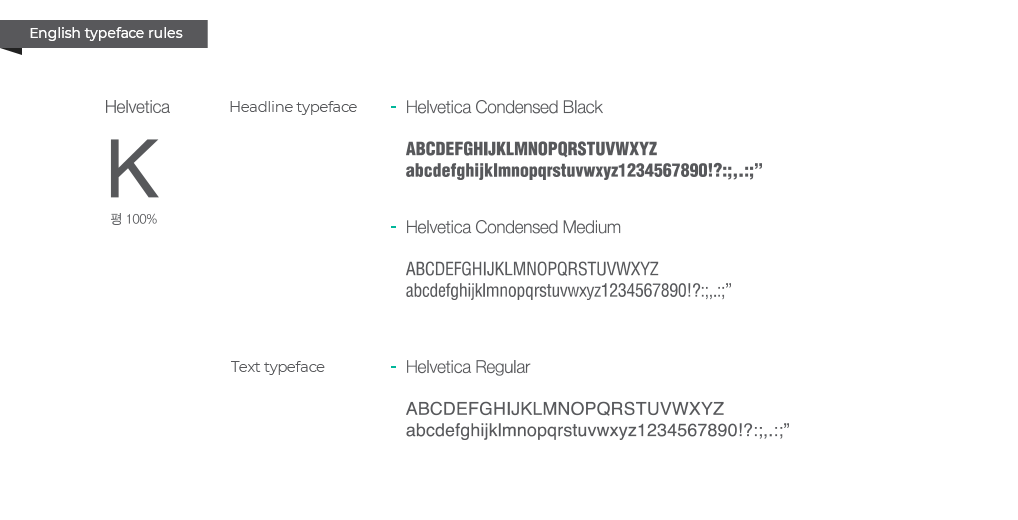 English typeface rules
Helvetica
K
평 100%
Headline typeface
- Helvetica Condensed Black
ABCDEFGHIJKLMNOPQRSTUVWXYZ
abcdefghijklmnopqrstuvwxyz1234567890!?:;,.:;”
- Helvetica Condensed Medium
ABCDEFGHIJKLMNOPQRSTUVWXYZ
abcdefghijklmnopqrstuvwxyz1234567890!?:;,.:;”
Text typeface
- Helvetica Regular
ABCDEFGHIJKLMNOPQRSTUVWXYZ
abcdefghijklmnopqrstuvwxyz1234567890!?:;,.:;”